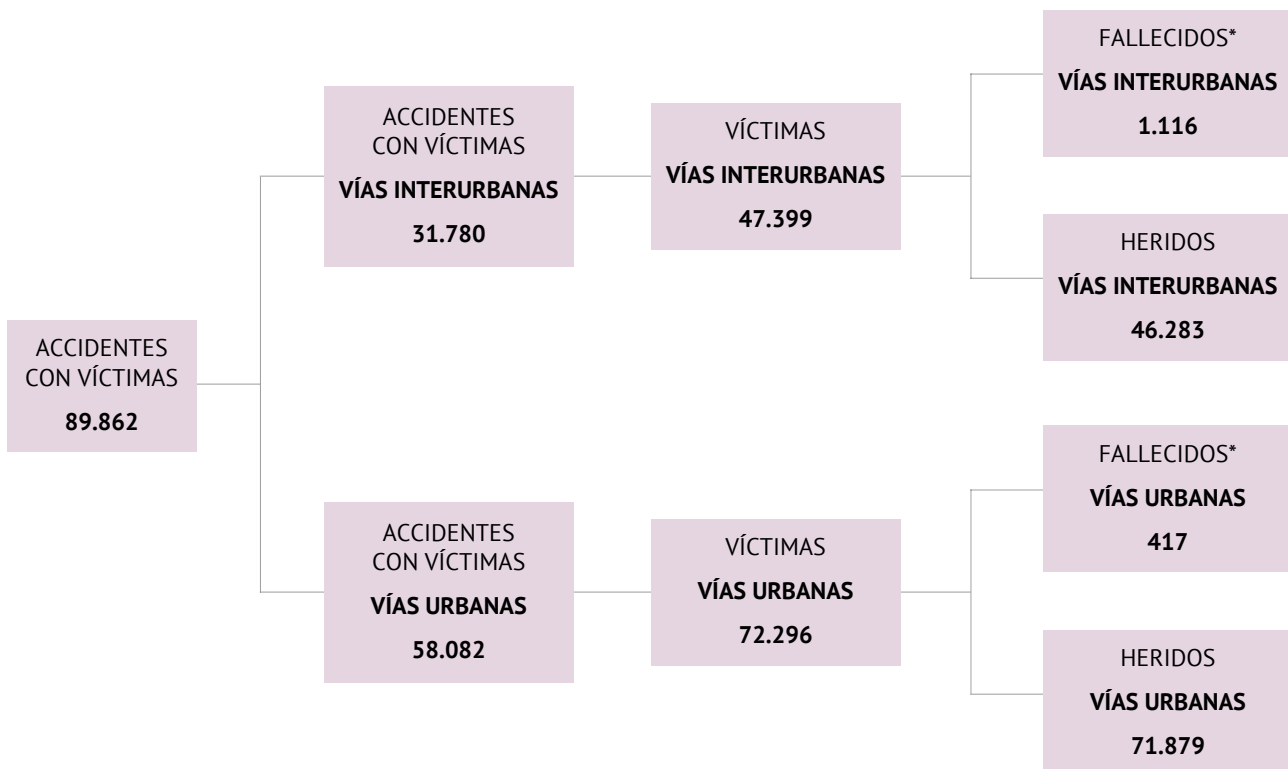 ACCIDENTES
CON VÍCTIMAS
89.862
ACCIDENTES
CON VÍCTIMAS
VÍAS INTERURBANAS
31.780
VÍCTIMAS
VÍAS INTERURBANAS
47.399
FALLECIDOS*
VÍAS INTERURBANAS
1.116
HERIDOS
VÍAS INTERURBANAS
46.283
ACCIDENTES
CON VÍCTIMAS
VÍAS URBANAS
58.082
VÍCTIMAS
VÍAS URBANAS
72.296
FALLECIDOS*
VÍAS URBANAS
417
HERIDOS
VÍAS URBANAS
71.879